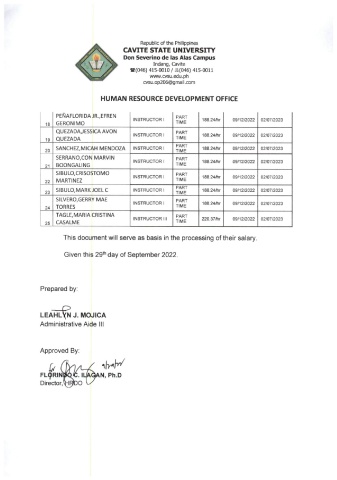 Republic of the Philippines
CAVITE STATE UNIVERSITY
Don Severino de las Alas Campus
Indang, Cavite
☎(046) 415-0010 / (046) 415-0011
www.cvsu.edu.ph
HUMAN RESOURCE DEVELOPMENT OFFICE
18 PEÑAFLORIDA JR.,EFREN GERONIMO INSTRUCTOR I PART TIME 188.24/hr 09/12/2022 02/07/2023
19 QUEZADA,JESSICA AVON QUEZADA INSTRUCTOR I PART TIME 188.24/hr 09/12/2022 02/07/2023
20 SANCHEZ,MICAH MENDOZA INSTRUCTOR I PART TIME 188.24/hr 09/12/2022 02/07/2023
21 SERRANO,CON MARVIN BOONGALING INSTRUCTOR I PART TIME 188.24/hr 09/12/2022 02/07/2023
22 SIBULO,CRISOSTOMO MARTINEZ INSTRUCTOR I PART TIME 188.24/hr 09/12/2022 02/07/2023
23 SIBULO,MARK JOEL C INSTRUCTOR I PART TIME 188.24/hr 09/12/2022 02/07/2023
24 SILVERO,GERRY MAE TORRES INSTRUCTOR I PART TIME 188.24/hr 09/12/2022 02/07/2023
25 TAGLE,MARIA CRISTINA CASALME INSTRUCTOR III PART TIME 220.37/hr 09/12/2022 02/07/2023
This document will serve as basis in the processing of their salary.
Given this 29th day of September 2022.
Prepared by:
LEAHLYN J. MOJICA
Administrative Aide III
Approved By:
FLORINDO C. ILAGAN, Ph.D
Director, HRDO